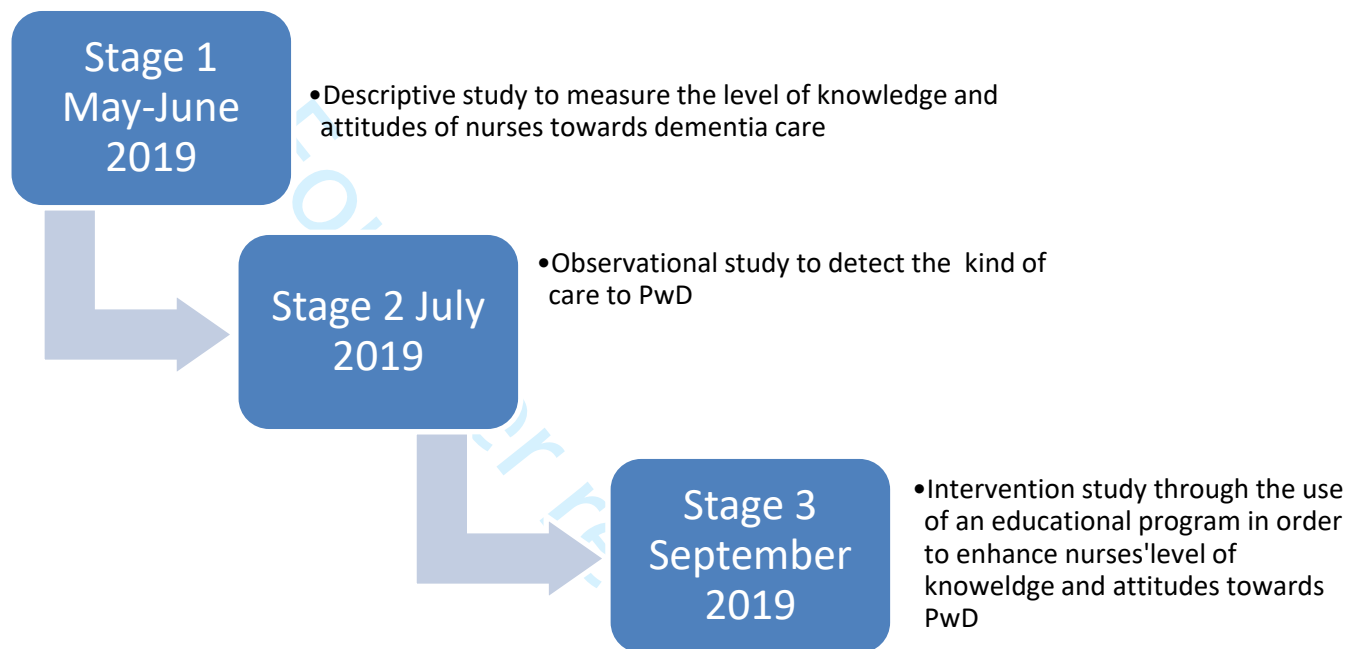 Stage 1
May-June
2019
•Descriptive study to measure the level of knowledge and
attitudes of nurses towards dementia care
Stage 2 July
2019
•Observational study to detect the  kind of
care to PwD
Stage 3
September
2019
•Intervention study through the use
of an educational program in order
to enhance nurses'level of
knoweldge and attitudes towards
PwD